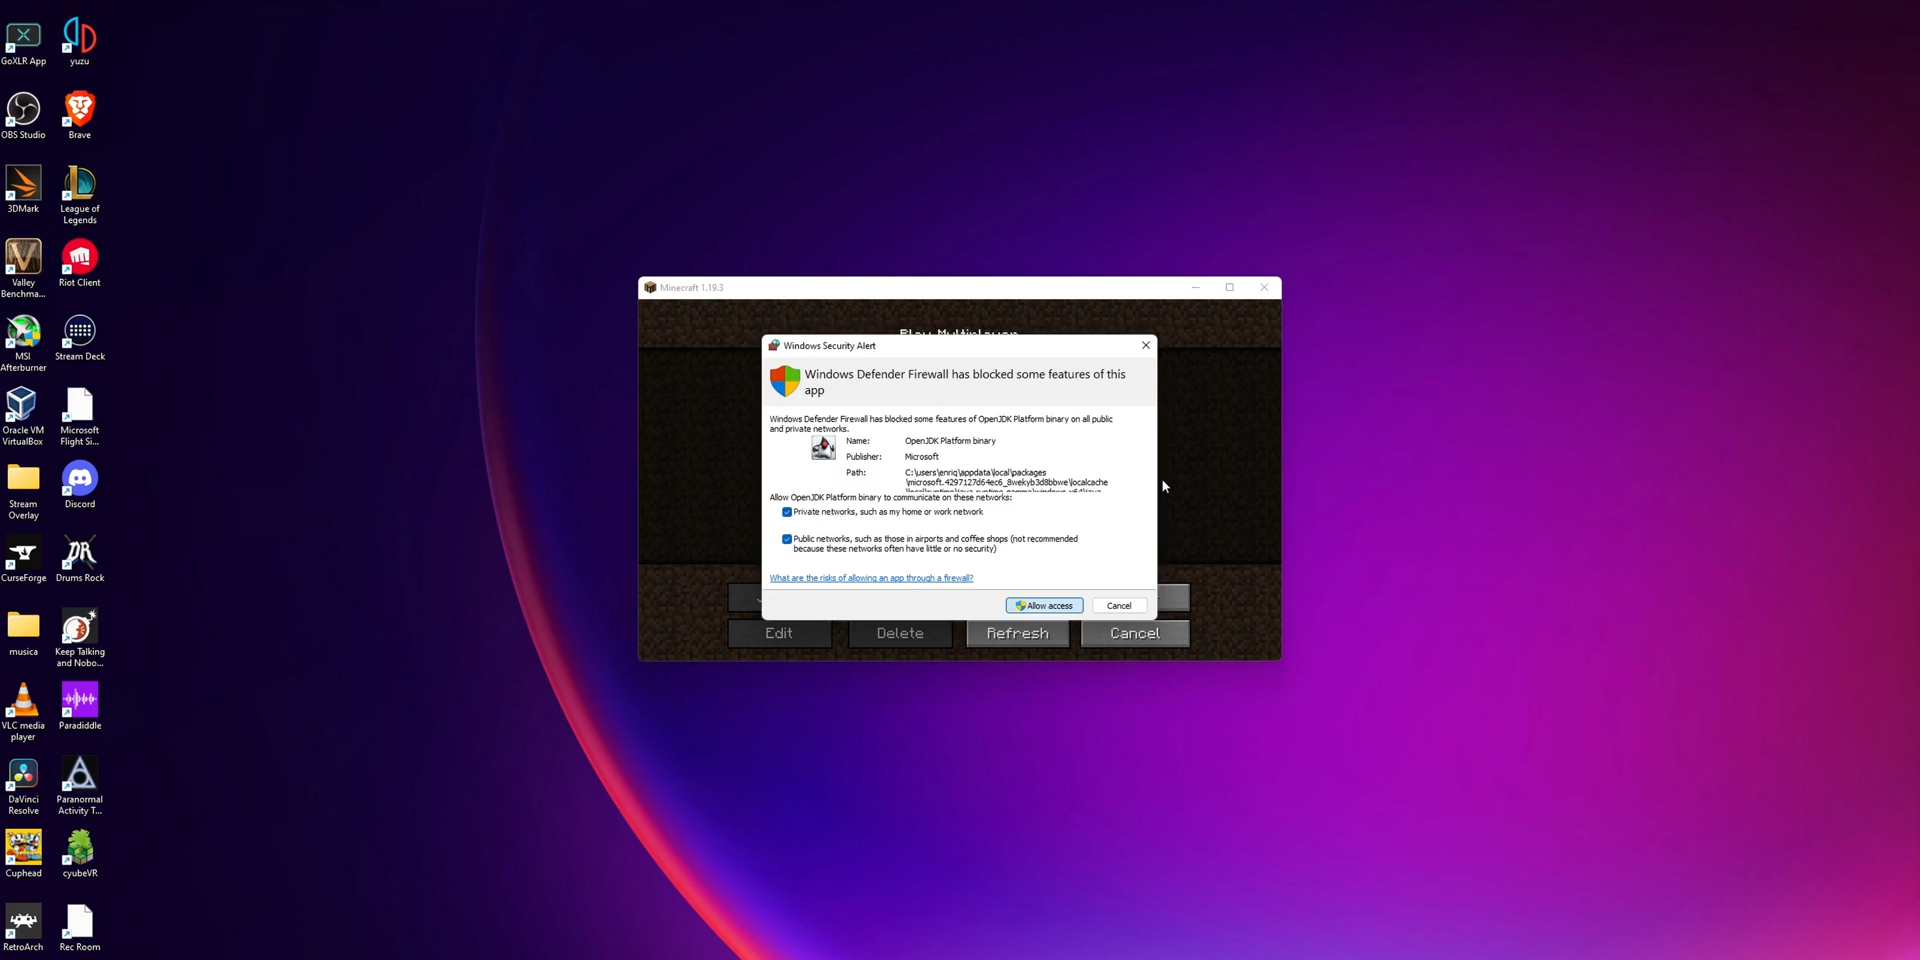 GoXLR App
yuzu
OBS Studio
Brave
3DMark
League of
Legends
Valley
Benchma...
Riot Client
MSI
Afterburner
Stream Deck
Oracle VM
VirtualBox
Microsoft
Flight Si...
Stream
Overlay
Discord
CurseForge
Drums Rock
musica
Keep Talking
and Nobo...
VLC media
player
Paradiddle
DaVinci
Resolve
Paranormal
Activity T...
Cuphead
cyubeVR
RetroArch
Rec Room
Minecraft 1.19.3
Play Multiplayer
Windows Security Alert
Windows Defender Firewall has blocked some features of this
app
Windows Defender Firewall has blocked some features of OpenJDK Platform binary on all public
and private networks.
Name: OpenJDK Platform binary
Publisher: Microsoft
Path: C:\users\enriq\appdata\local\packages
\microsoft.4297127d64ec6_8wekyb3d8bbwe\localcache
Allow OpenJDK Platform binary to communicate on these networks:
Private networks, such as my home or work network
Public networks, such as those in airports and coffee shops (not recommended
because these networks often have little or no security)
What are the risks of allowing an app through a firewall?
Allow access
Cancel
Edit
Delete
Refresh
Cancel